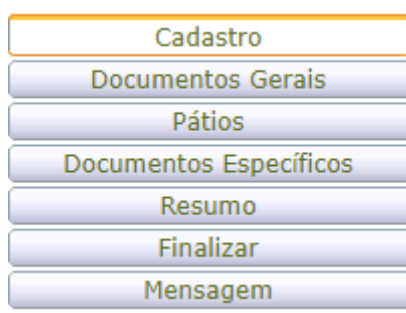 Cadastro
Documentos Gerais
Pátios
Documentos Específicos
Resumo
Finalizar
Mensagem